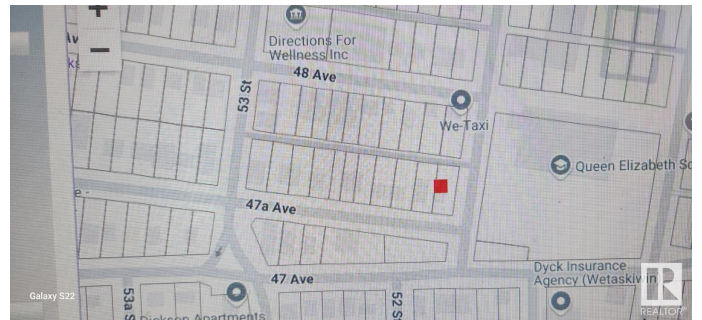 +
−
Directions For
Wellness Inc
48 Ave
53 St
We-Taxi
Queen Elizabeth Sc
47a Ave
47 Ave
Dyck Insurance
Agency (Wetaskiwin
53a S
Dickson Apartments
52 St
Galaxy S22
REALTOR®